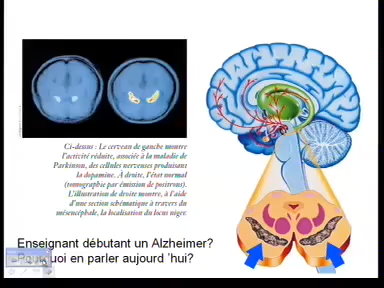 Ci-dessus : Le cerveau de gauche montre
l'activité réduite, associée à la maladie de
Parkinson, des cellules nerveuses produisant
la dopamine. À droite, l'état normal
(tomographie par émission de positrons).
L'illustration de droite montre, à l'aide
d'une section schématique à travers du
mésencéphale, la localisation du locus niger.
Enseignant débutant un Alzheimer?
Pourquoi en parler aujourd 'hui?